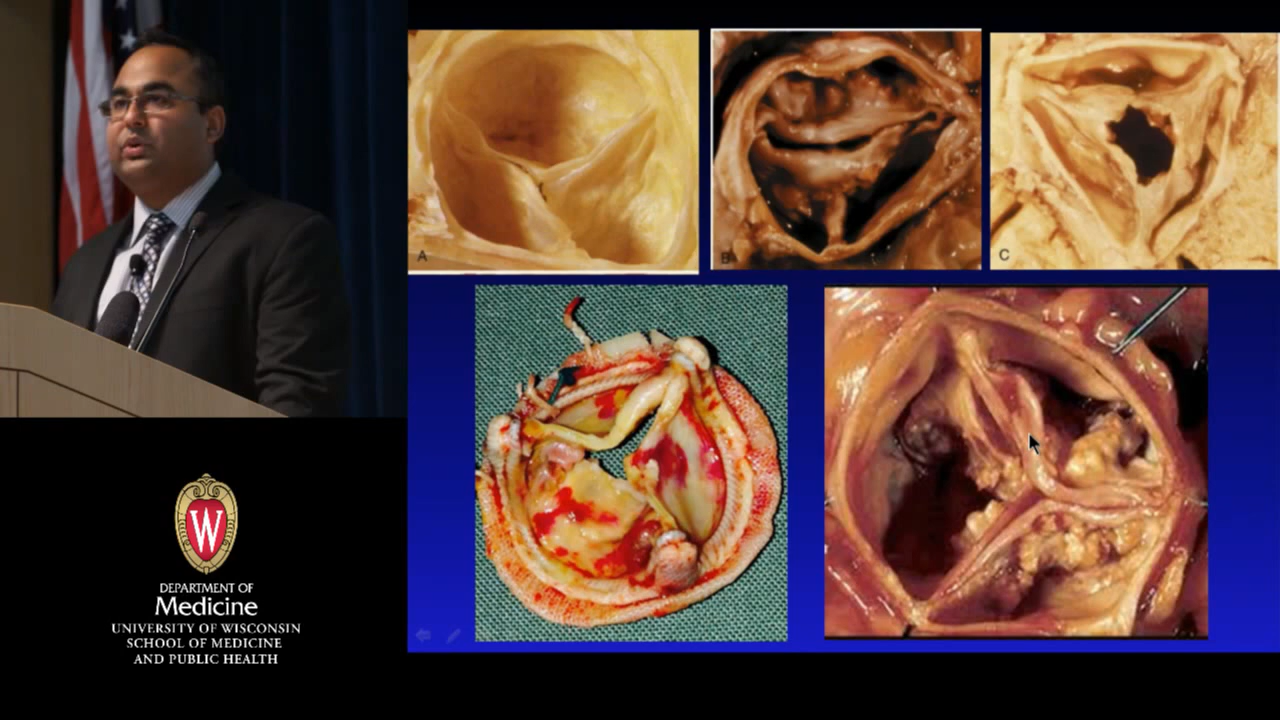 A
B
C
W
DEPARTMENT OF
Medicine
UNIVERSITY OF WISCONSIN
SCHOOL OF MEDICINE
AND PUBLIC HEALTH